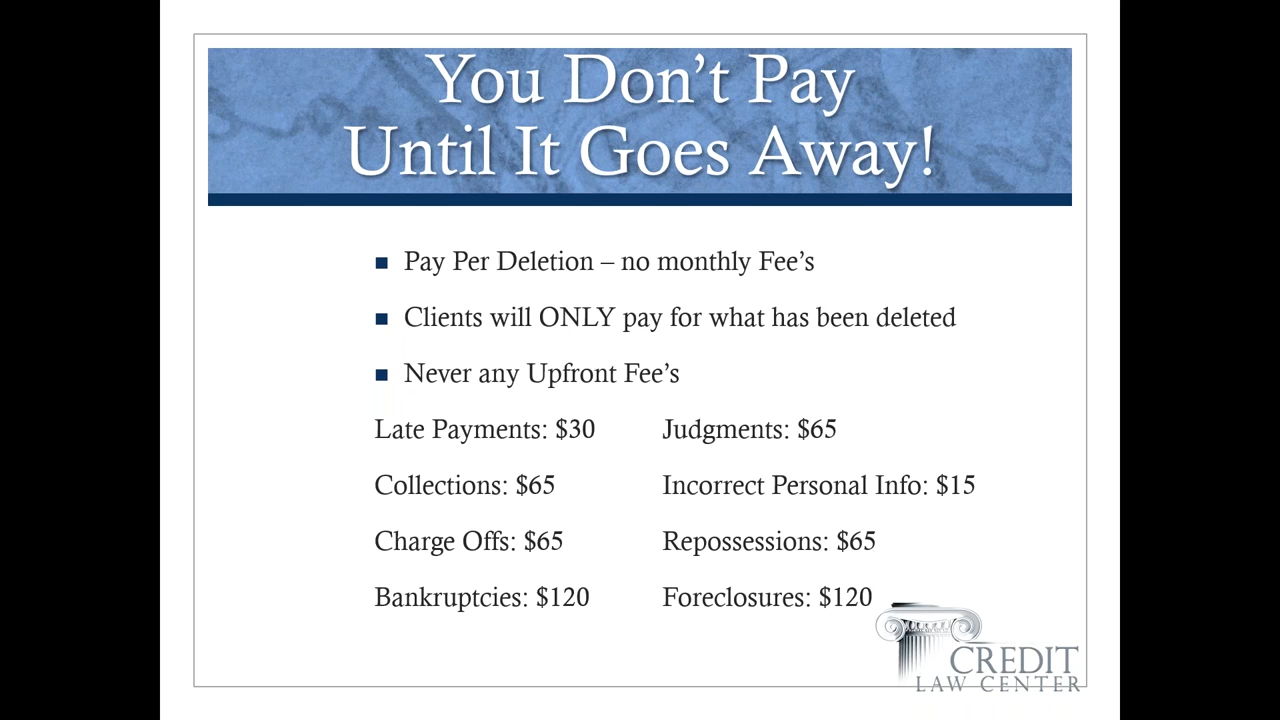 You Don’t Pay
Until It Goes Away!
Pay Per Deletion – no monthly Fee’s
Clients will ONLY pay for what has been deleted
Never any Upfront Fee’s
Late Payments: $30 Judgments: $65
Collections: $65 Incorrect Personal Info: $15
Charge Offs: $65 Repossessions: $65
Bankruptcies: $120 Foreclosures: $120
CREDIT
LAW CENTER